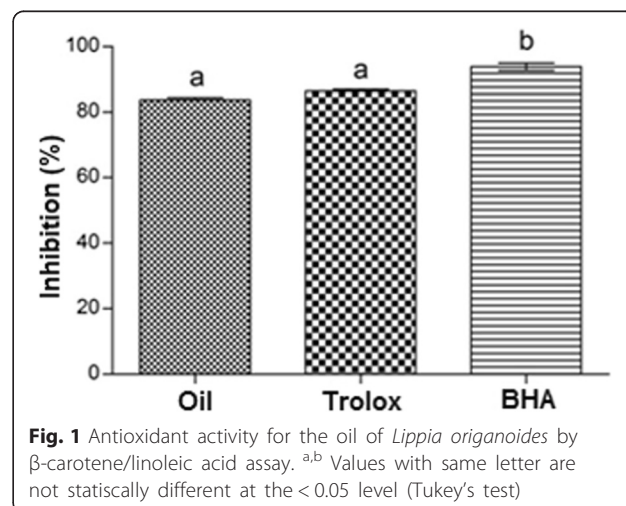 100
80
60
40
20
0
Inhibition (%)
a
a
b
Oil
Trolox
BHA
Fig. 1 Antioxidant activity for the oil of Lippia origanoides by
β-carotene/linoleic acid assay. a,b Values with same letter are
not statiscally different at the < 0.05 level (Tukey's test)